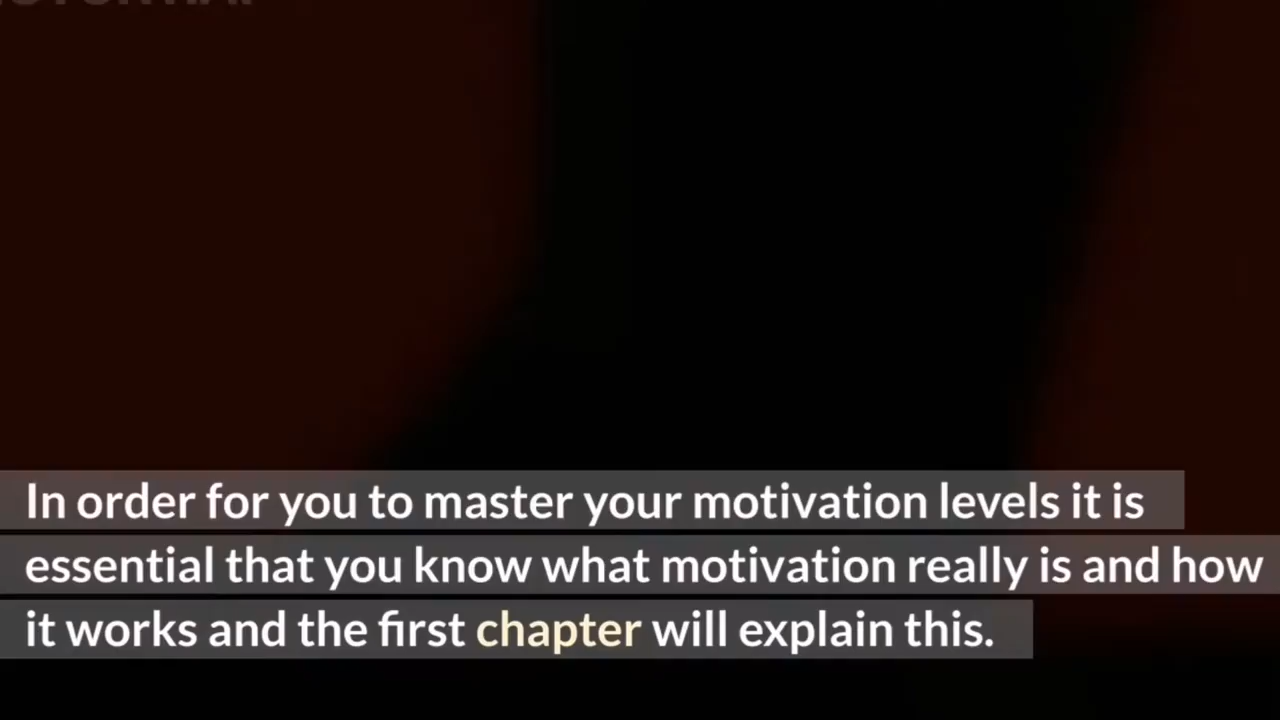 In order for you to master your motivation levels it is
essential that you know what motivation really is and how
it works and the first chapter will explain this.